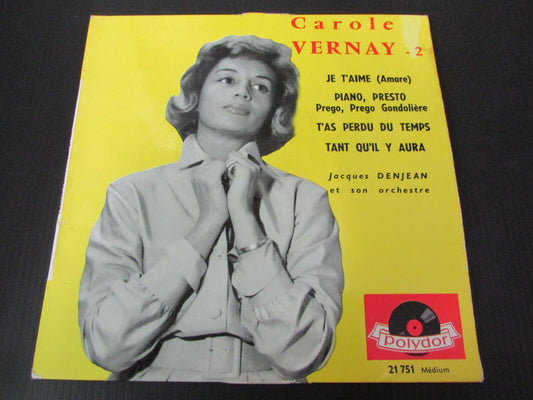 Carole
VERNAY - 2
JE T'AIME (Amare)
PIANO, PRESTO
Prego, Prego Gondolière
T'AS PERDU DU TEMPS
TANT QU'IL Y AURA
Jacques DENJEAN
et son orchestre
polydor
21 751 Médium